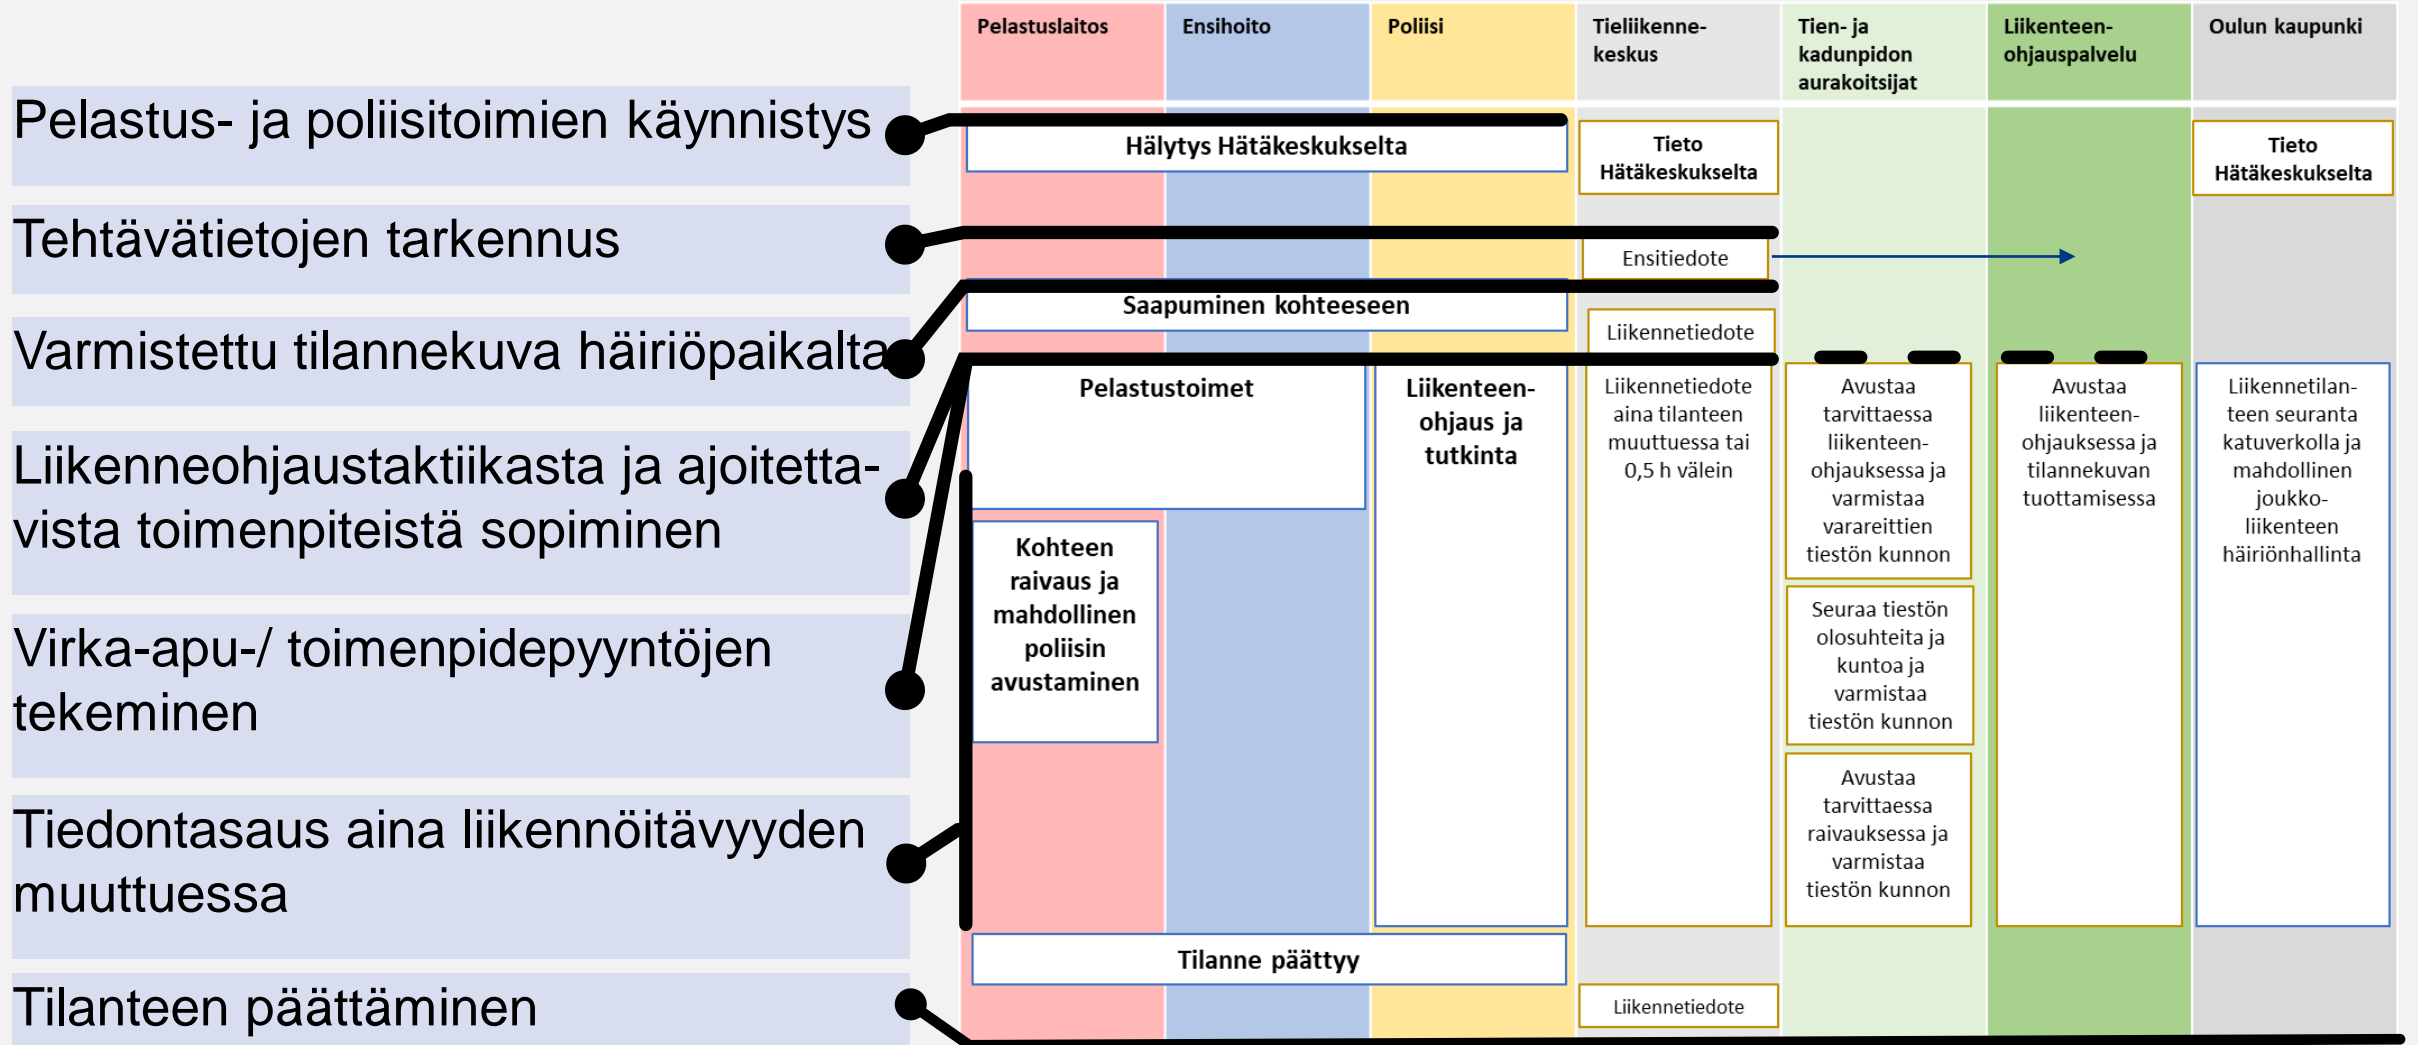 Pelastuslaitos
Ensihoito
Poliisi
Tieliikenne-
keskus
Tien- ja
kadunpidon
aurakoitsijat
Liikenteen-
ohjauspalvelu
Oulun kaupunki
Pelastus- ja poliisitoimien käynnistys
Hälytys Hätäkeskukselta
Tieto
Hätäkeskukselta
Tieto
Hätäkeskukselta
Tehtävätietojen tarkennus
Ensitiedote
Varmistettu tilannekuva häiriöpaikalta
Saapuminen kohteeseen
Liikennetiedote
Liikenneohjaustaktiikasta ja ajoitetta-
vista toimenpiteistä sopiminen
Virka-apu-/ toimenpidepyyntöjen
tekeminen
Tiedontasaus aina liikennöitävyyden
muuttuessa
Pelastustoimet
Kohteen
raivaus ja
mahdollinen
poliisin
avustaminen
Liikenteen-
ohjaus ja
tutkinta
Liikennetiedote
aina tilanteen
muuttuessa tai
0,5 h välein
Avustaa
tarvittaessa
liikenteen-
ohjauksessa ja
varmistaa
varareittien
tiestön kunnon
Seuraa tiestön
olosuhteita ja
kuntoa ja
varmistaa
tiestön kunnon
Avustaa
tarvittaessa
raivauksessa ja
varmistaa
tiestön kunnon
Avustaa
liikenteen-
ohjauksessa ja
tilannekuvan
tuottamisessa
Liikennetilan-
teen seuranta
katuverkolla ja
mahdollinen
joukko-
liikenteen
häiriönhallinta
Tilanteen päättäminen
Tilanne päättyy
Liikennetiedote